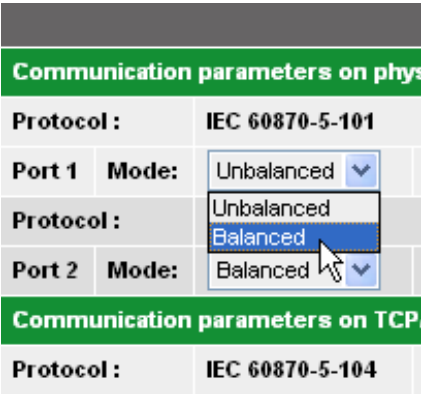 Communication parameters on phys
Protocol : IEC 60870-5-101
Port 1 Mode: Unbalanced
Unbalanced
Protocol :
Balanced
Port 2 Mode: Balanced
Communication parameters on TCP
Protocol : IEC 60870-5-104